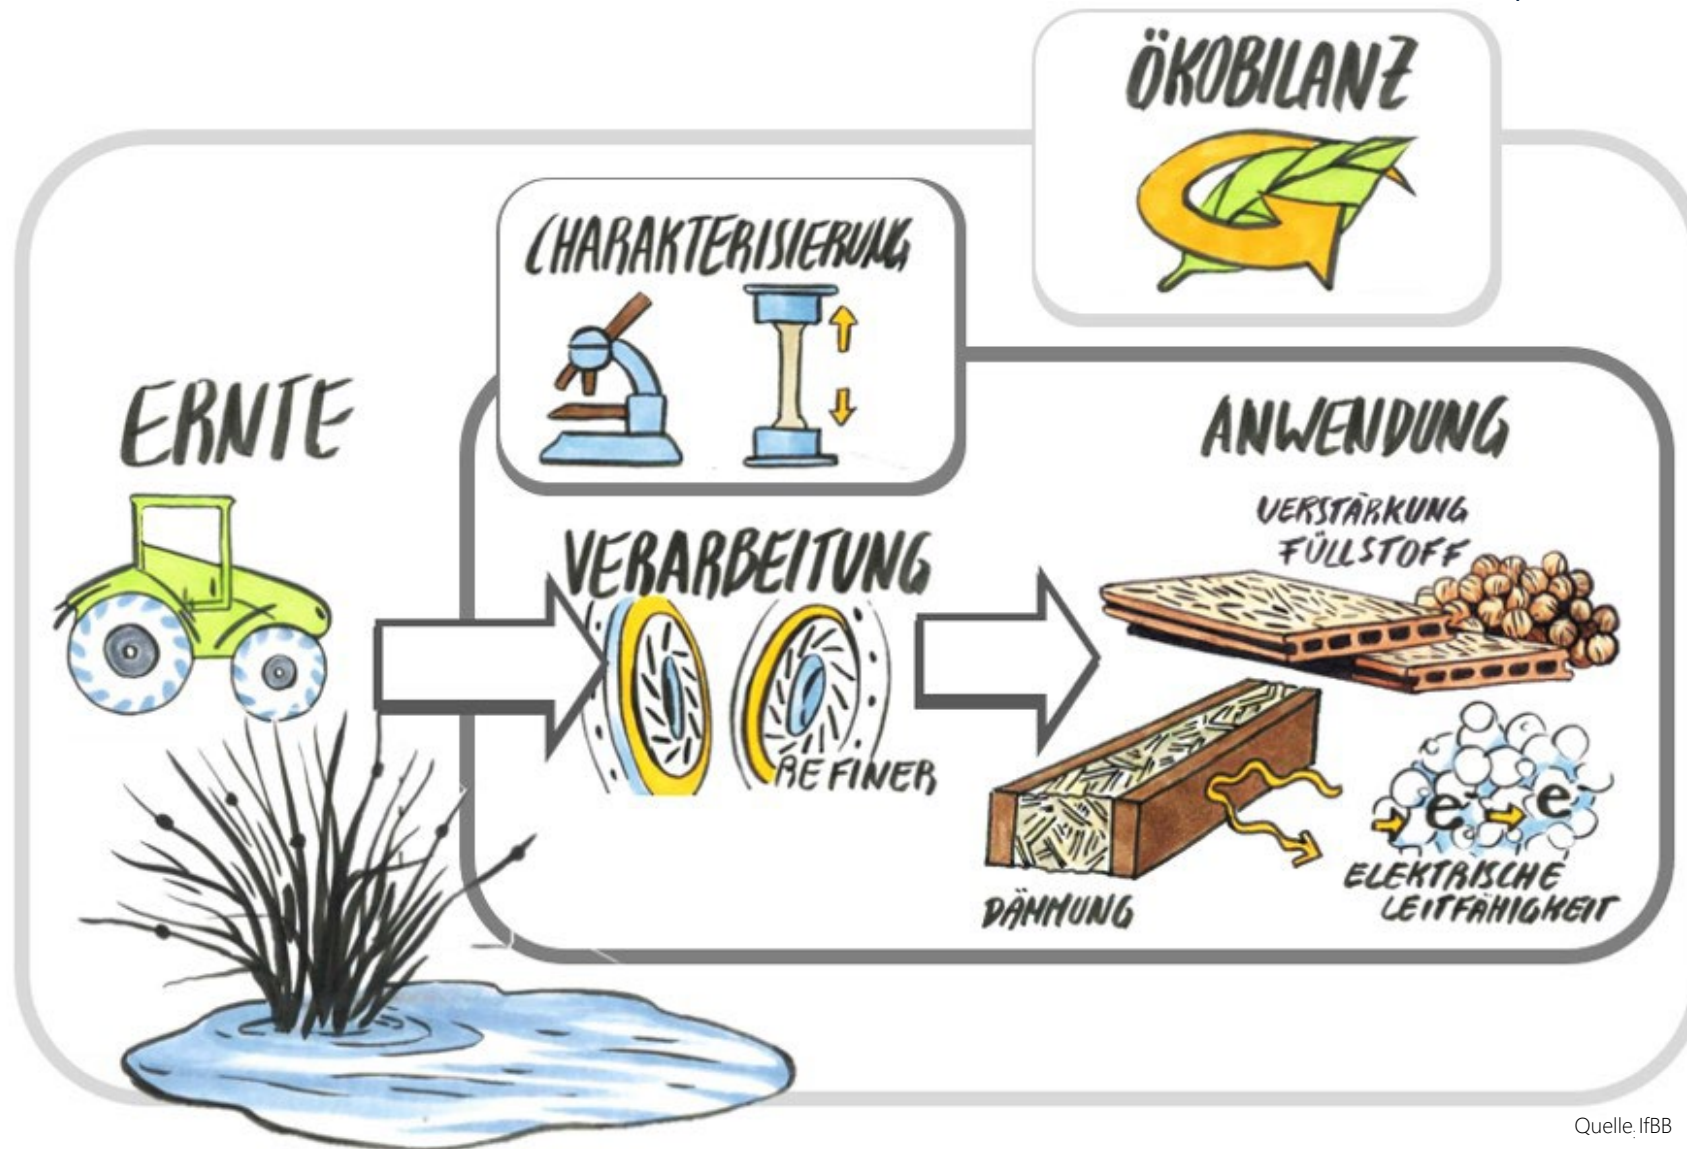 ÖKOBILANZ
CHARAKTERISIERUNG
ERNTE
VERARBEITUNG
REFINER
ANWENDUNG
VERSTÄRKUNG
FÜLLSTOFF
DÄMMUNG
e⁻ e⁻
ELEKTRISCHE
LEITFÄHIGKEIT
Quelle: IfBB